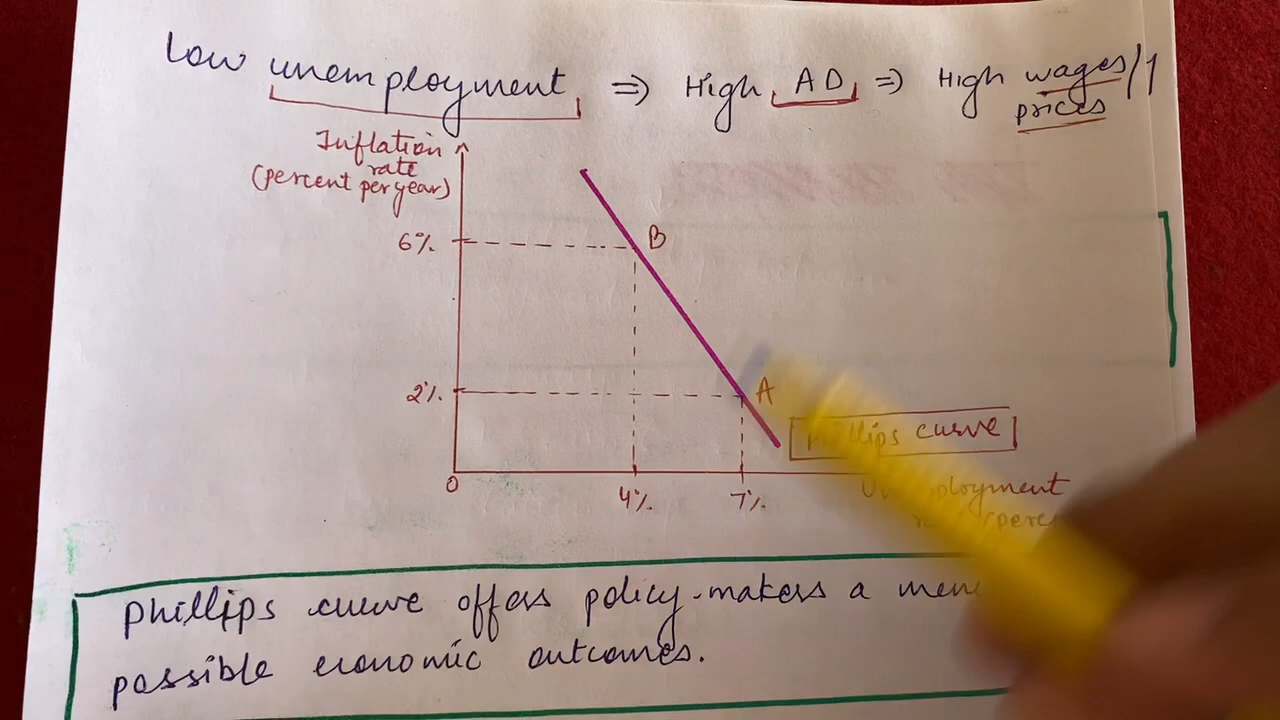 Low unemployment ⇒ High AD ⇒ High wages/
prices
Inflation
rate
(percent per year)
6%
B
2%
A
Phillips curve
0
4%
7%
Unemployment
Phillips curve offers policy-makers a
possible economic outcomes.